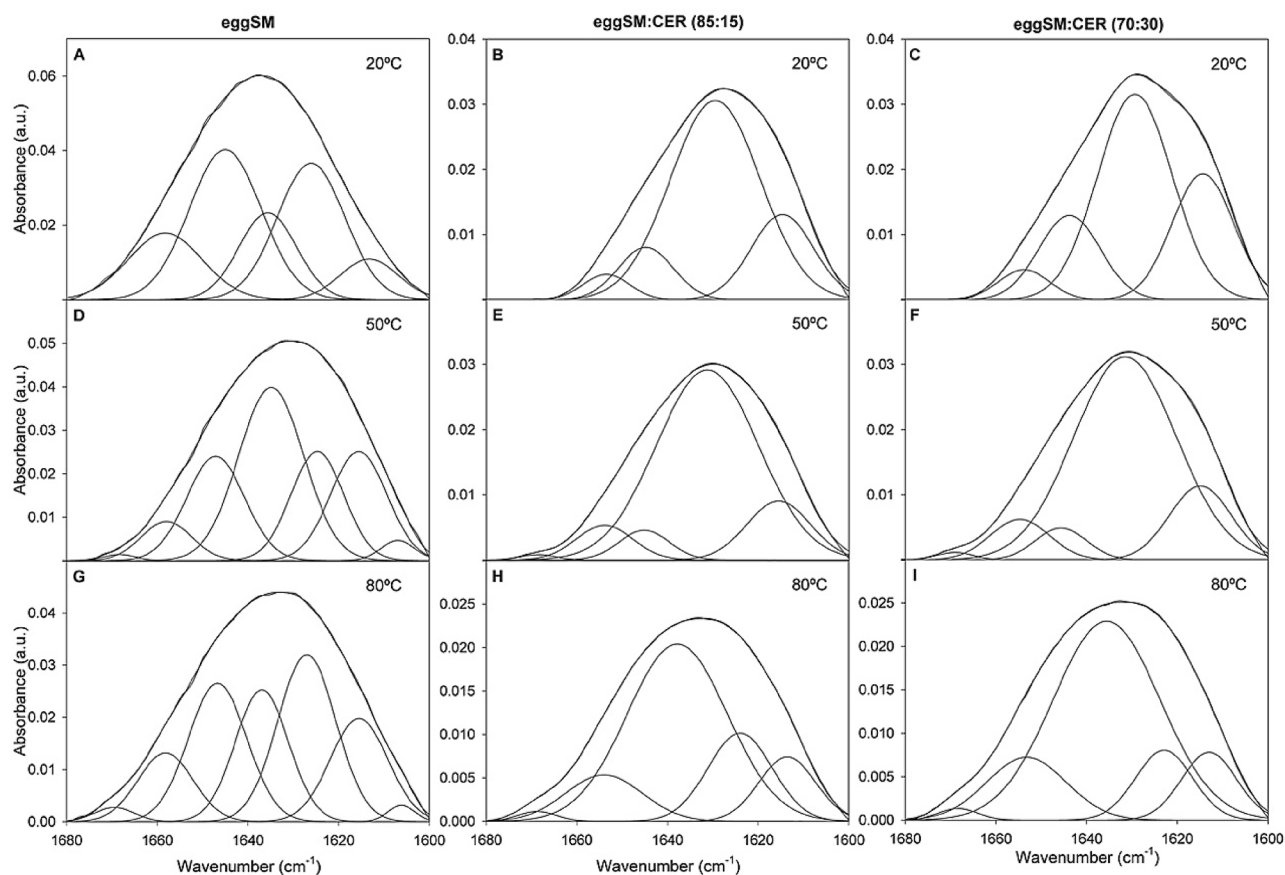 eggSM eggSM:CER (85:15) eggSM:CER (70:30)
A 20ºC
Absorbance (a.u.)
0.06
0.04
0.02
B 20ºC
0.04
0.03
0.02
0.01
0.00
C 20ºC
0.04
0.03
0.02
0.01
0.00
D 50ºC
Absorbance (a.u.)
0.05
0.04
0.03
0.02
0.01
E 50ºC
0.03
0.02
0.01
F 50ºC
0.03
0.02
0.01
G 80ºC
Absorbance (a.u.)
0.04
0.03
0.02
0.01
0.00
1680 1660 1640 1620 1600
Wavenumber (cm-1)
H 80ºC
0.025
0.020
0.015
0.010
0.005
0.000
1680 1660 1640 1620 1600
Wavenumber (cm-1)
I 80ºC
0.025
0.020
0.015
0.010
0.005
0.000
1680 1660 1640 1620 1600
Wavenumber (cm-1)